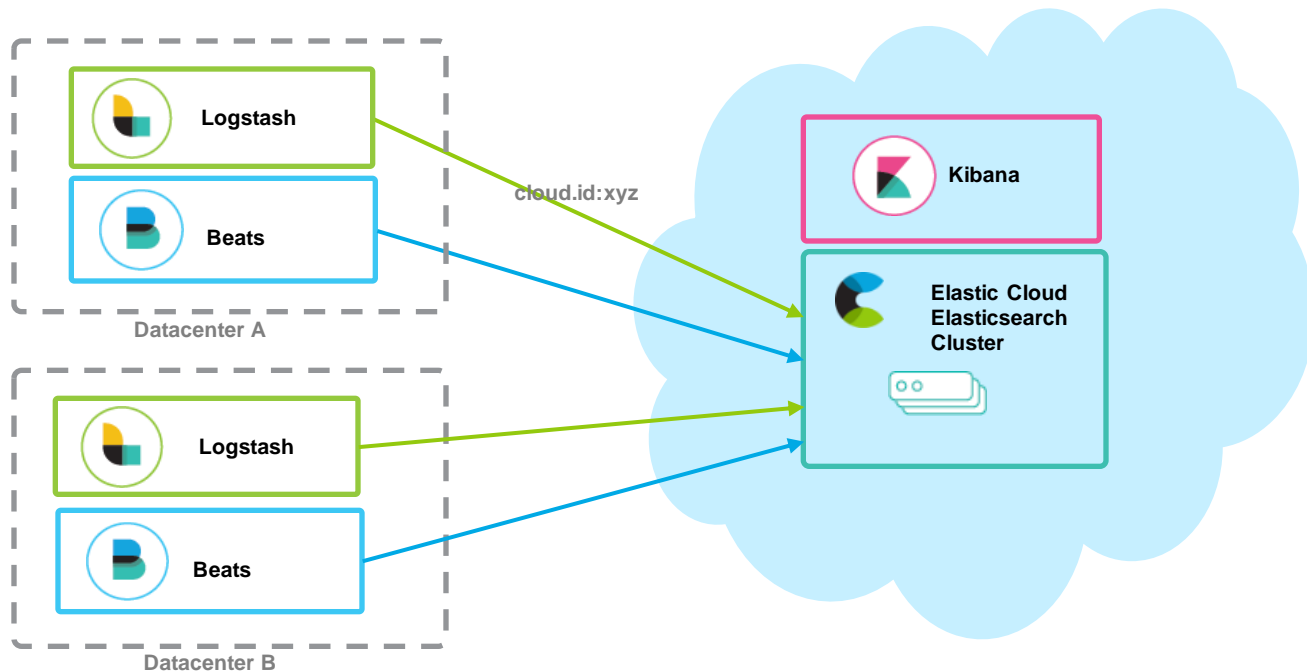 Logstash
Beats
Datacenter A
cloud.id:xyz
Kibana
Elastic Cloud
Elasticsearch
Cluster
Logstash
Beats
Datacenter B